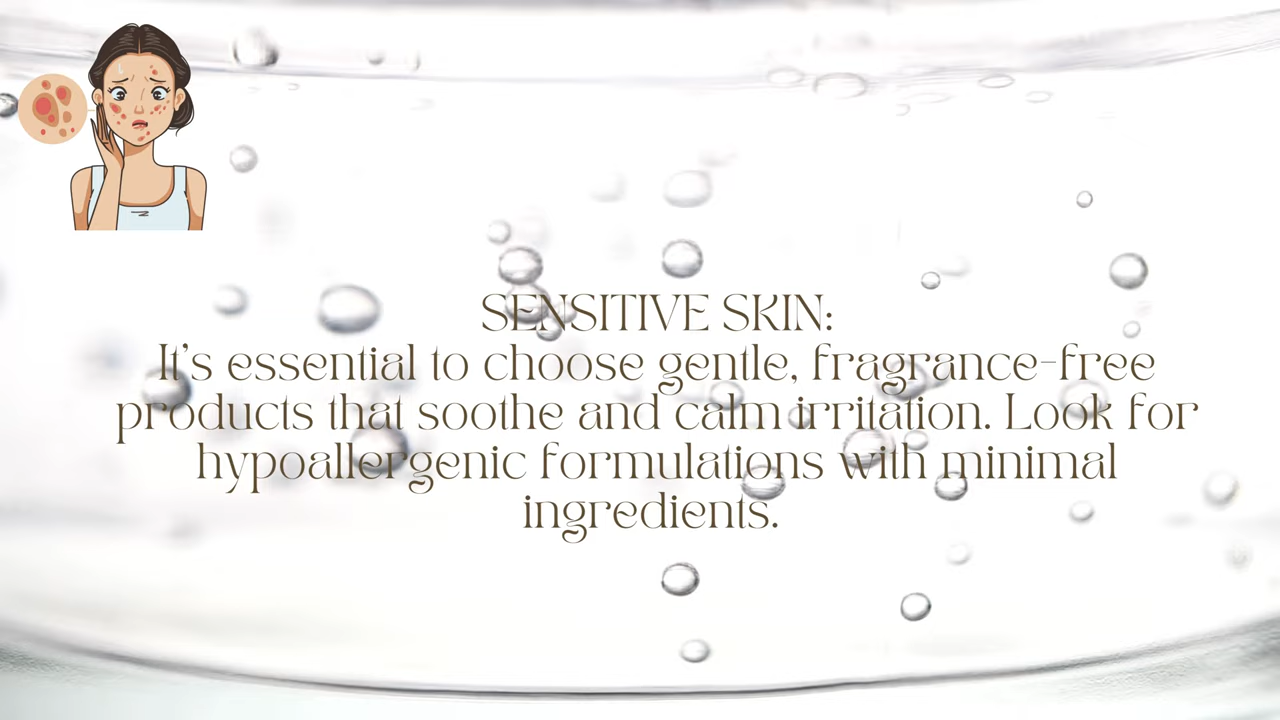 SENSITIVE SKIN:
It's essential to choose gentle, fragrance-free
products that soothe and calm irritation. Look for
hypoallergenic formulations with minimal
ingredients.